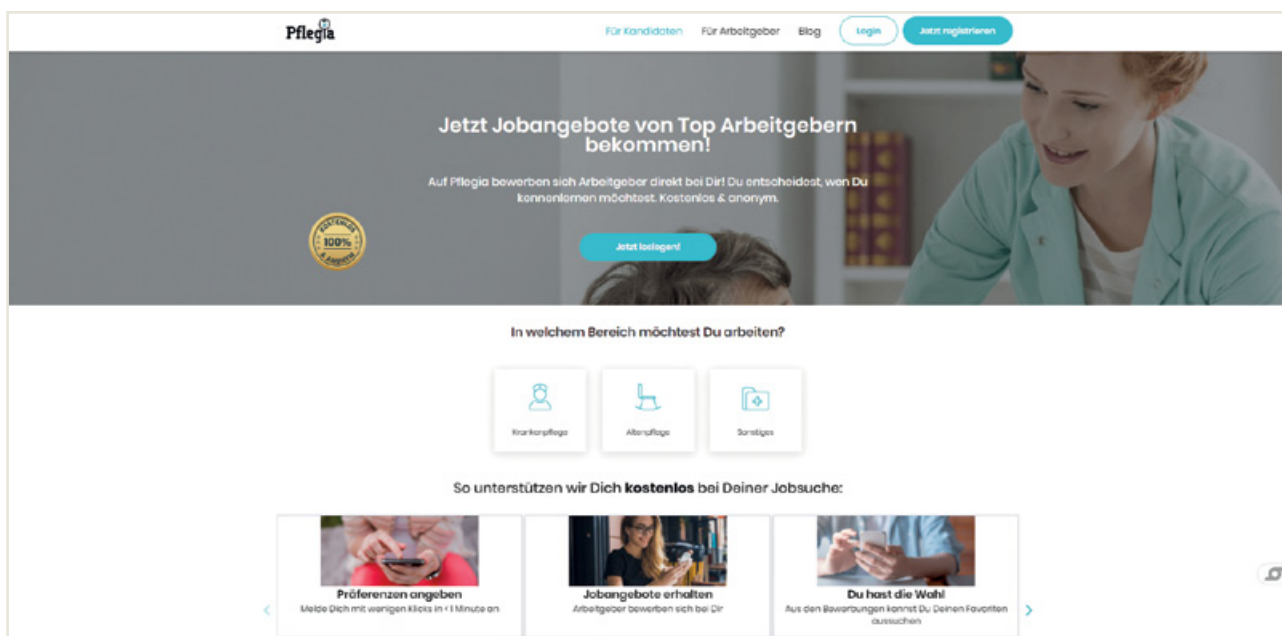 Pflegia
Für Kandidaten Für Arbeitgeber Blog Login Jetzt registrieren
Jetzt Jobangebote von Top Arbeitgebern
bekommen!
Auf Pflegia bewerben sich Arbeitgeber direkt bei Dir! Du entscheidest, wen Du
kennenlernen möchtest. Kostenlos & anonym.
KOSTENLOS
100%
& ANONYM
Jetzt loslegen!
In welchem Bereich möchtest Du arbeiten?
Krankenpflege Altenpflege Sonstiges
So unterstützen wir Dich kostenlos bei Deiner Jobsuche:
Präferenzen angeben
Melde Dich mit wenigen Klicks in < 1 Minute an
Jobangebote erhalten
Arbeitgeber bewerben sich bei Dir
Du hast die Wahl
Aus den Bewerbungen kannst Du Deinen Favoriten
aussuchen